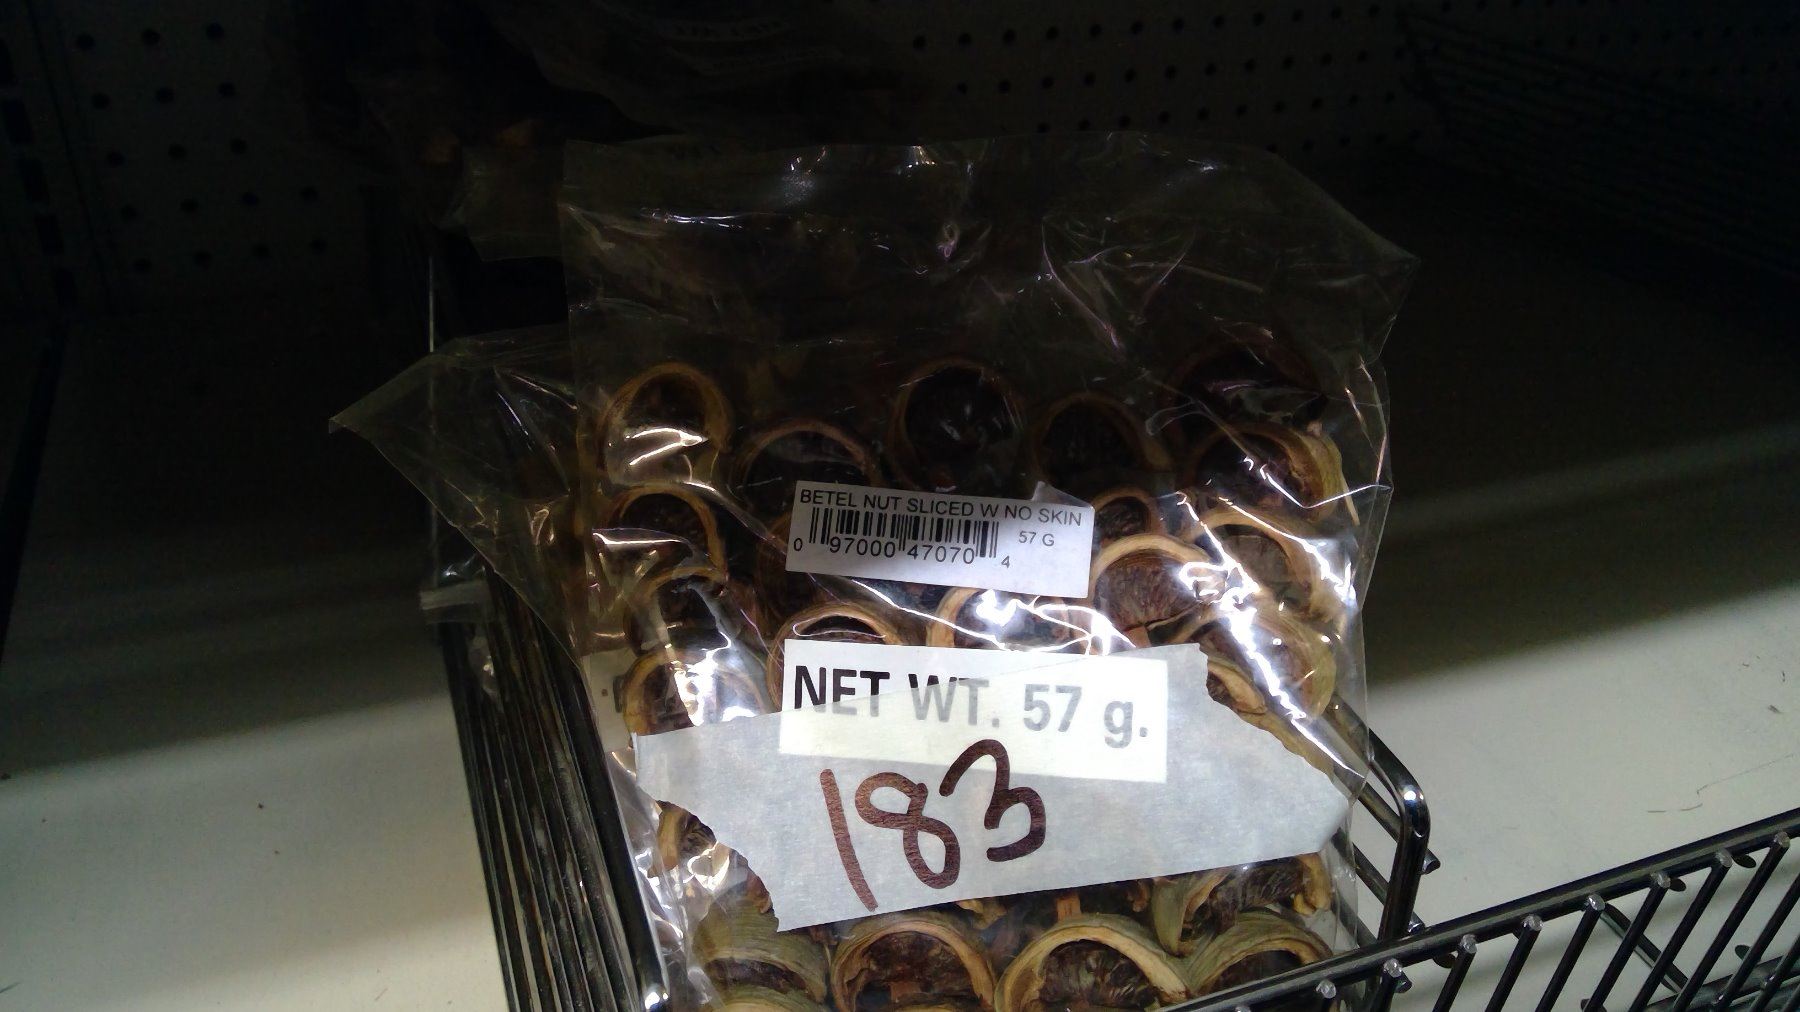 BETEL NUT SLICED W NO SKIN
57 G
0 97000 47070 4
NET WT. 57 g.
183